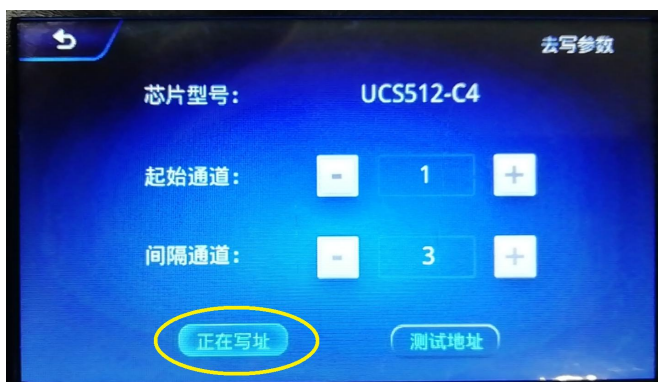 去写参数
芯片型号： UCS512-C4
起始通道： - 1 +
间隔通道： - 3 +
正在写址 测试地址